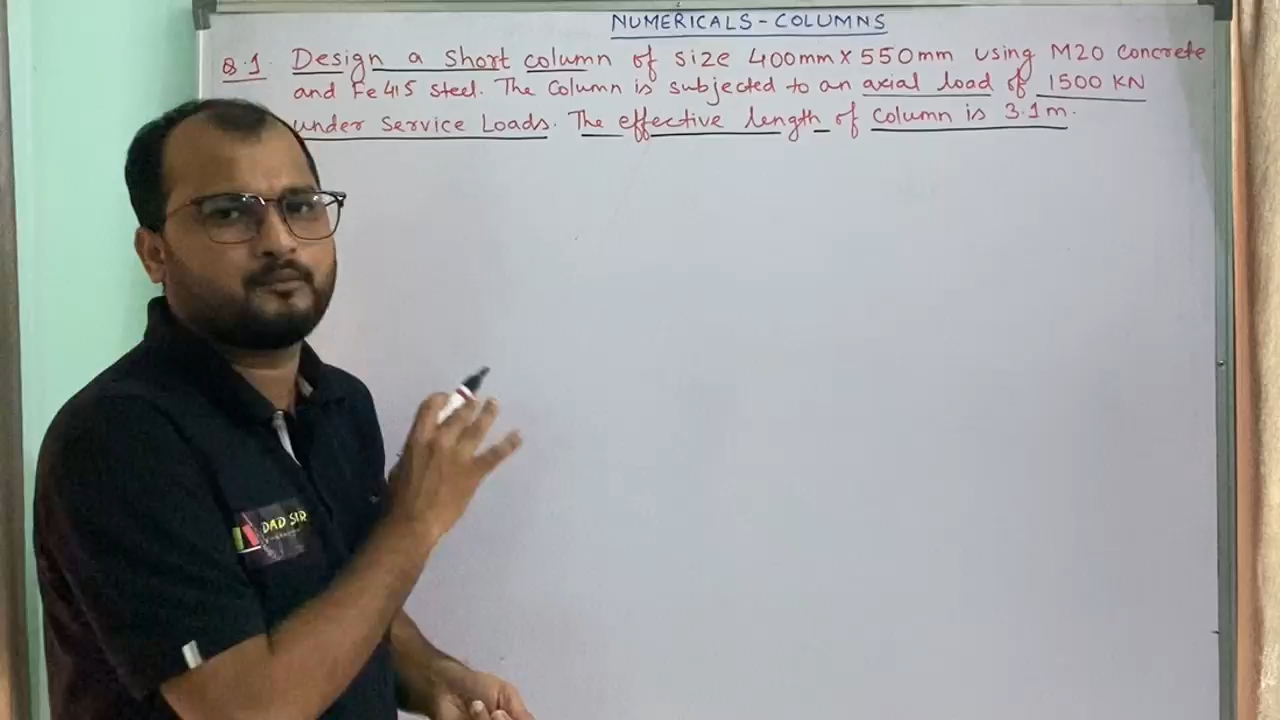 NUMERICALS - COLUMNS
Q.1 Design a short column of size 400mm X 550mm using M20 concrete
and Fe415 steel. The column is subjected to an axial load of 1500 KN
under service Loads. The effective length of column is 3.1m.
DAD SIR